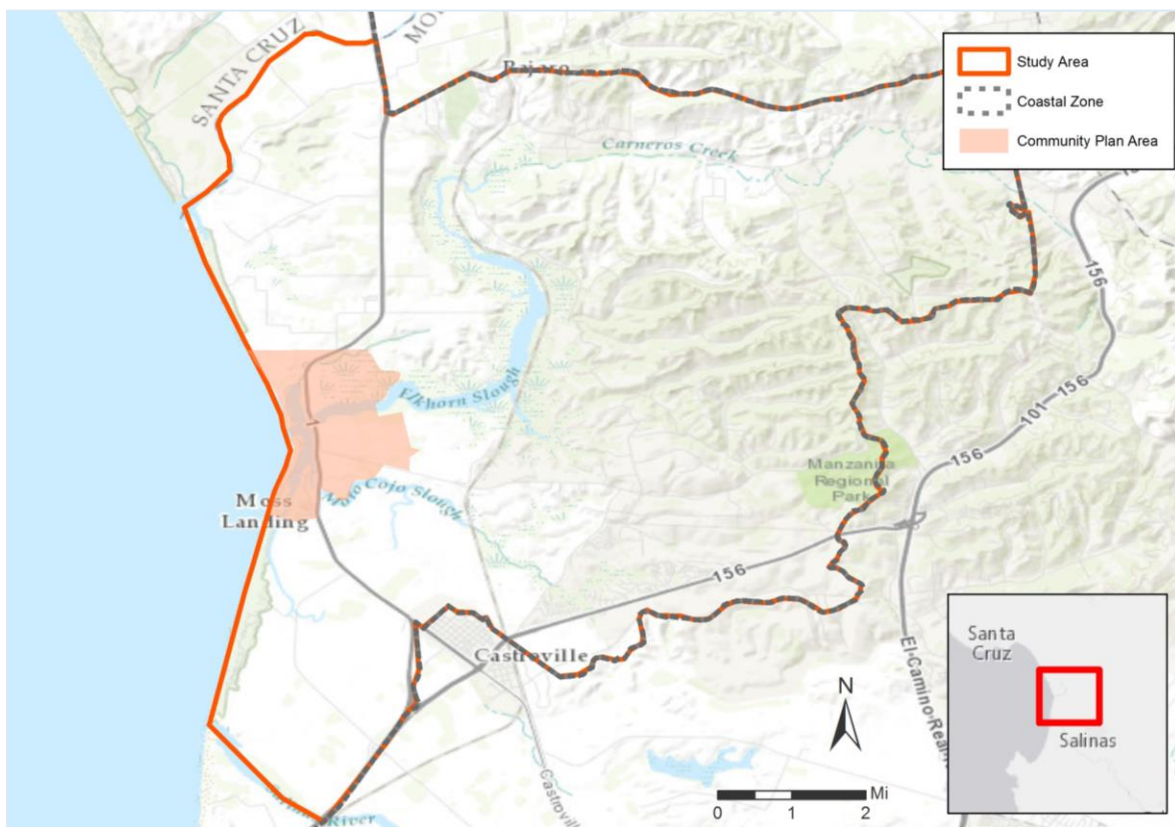 SANTA CRUZ
Pajaro
Study Area
Coastal Zone
Community Plan Area
Carneros Creek
156
Elkhorn Slough
1
101
156
156
Manzanita
Regional
Park
Moss
Landing
Moro Cojo Slough
156
Castroville
El Camino Real
Castroville
N
Mi
0 1 2
River
Santa
Cruz
Salinas